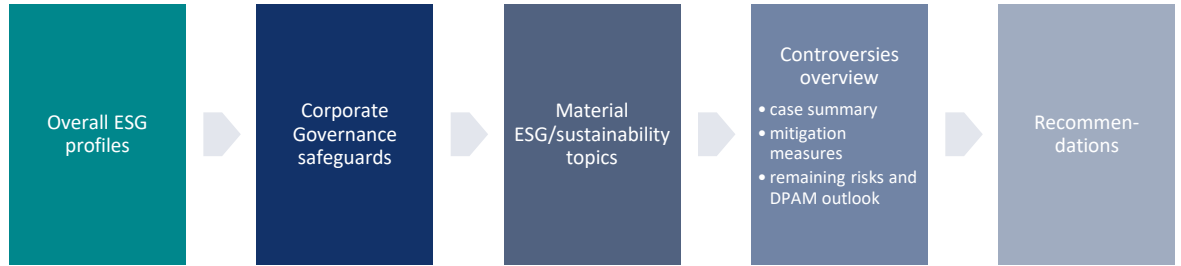 Overall ESG
profiles
Corporate
Governance
safeguards
Material
ESG/sustainability
topics
Controversies
overview
• case summary
• mitigation
measures
• remaining risks and
DPAM outlook
Recommen-
dations